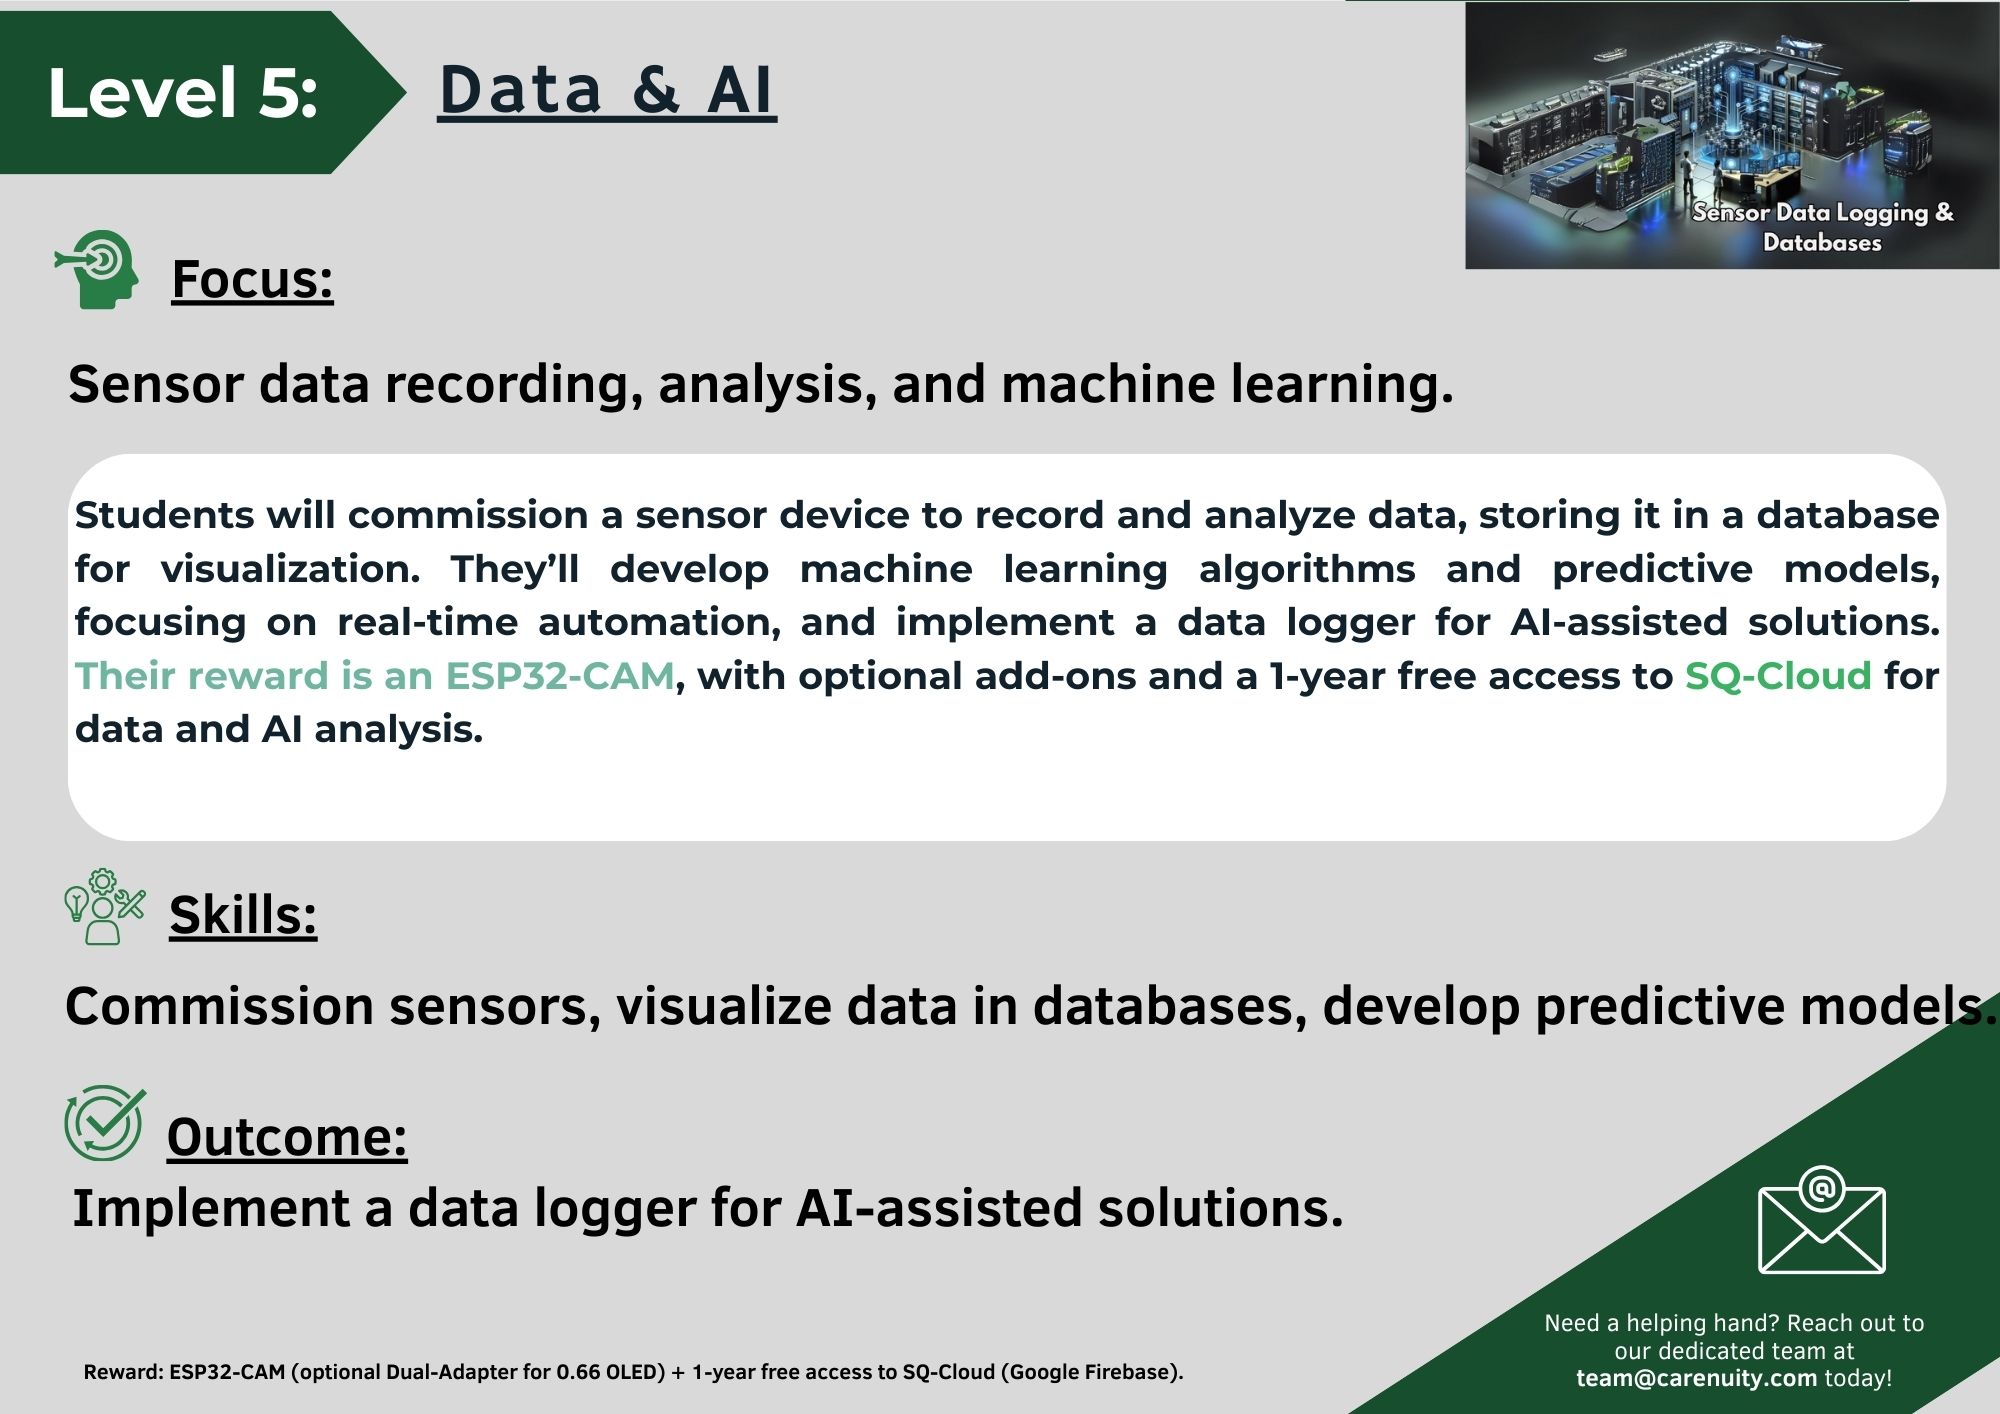 Level 5:
Data & AI
Sensor Data Logging &
Databases
Focus:
Sensor data recording, analysis, and machine learning.
Students will commission a sensor device to record and analyze data, storing it in a database
for visualization. They’ll develop machine learning algorithms and predictive models,
focusing on real-time automation, and implement a data logger for AI-assisted solutions.
Their reward is an ESP32-CAM, with optional add-ons and a 1-year free access to SQ-Cloud for
data and AI analysis.
Skills:
Commission sensors, visualize data in databases, develop predictive models.
Outcome:
Implement a data logger for AI-assisted solutions.
@
Need a helping hand? Reach out to
our dedicated team at
team@carenuity.com today!
Reward: ESP32-CAM (optional Dual-Adapter for 0.66 OLED) + 1-year free access to SQ-Cloud (Google Firebase).